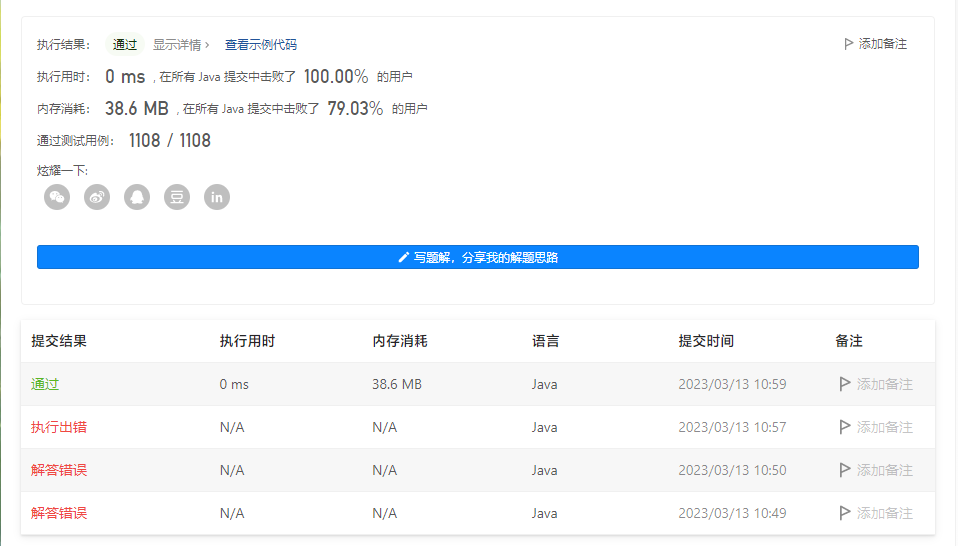 执行结果： 通过 显示详情 › 查看示例代码 添加备注
执行用时： 0 ms , 在所有 Java 提交中击败了 100.00% 的用户
内存消耗： 38.6 MB , 在所有 Java 提交中击败了 79.03% 的用户
通过测试用例： 1108 / 1108
炫耀一下:
豆 in
写题解，分享我的解题思路
提交结果 执行用时 内存消耗 语言 提交时间 备注
通过 0 ms 38.6 MB Java 2023/03/13 10:59 添加备注
执行出错 N/A N/A Java 2023/03/13 10:57 添加备注
解答错误 N/A N/A Java 2023/03/13 10:50 添加备注
解答错误 N/A N/A Java 2023/03/13 10:49 添加备注